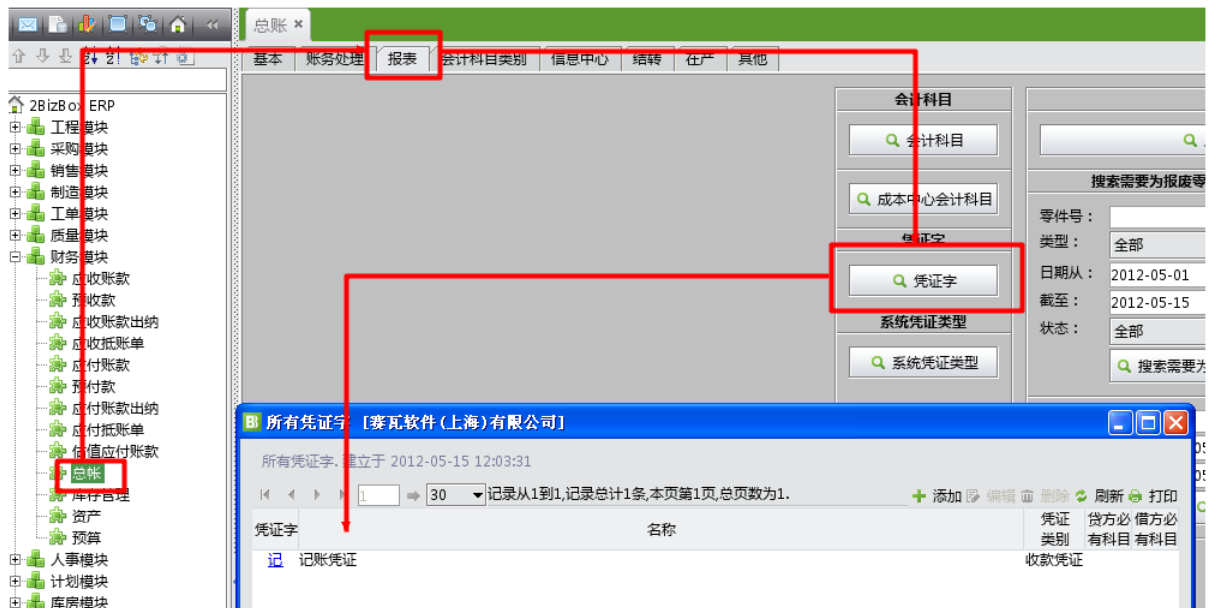 总账
基本 账务处理 报表 会计科目类别 信息中心 结转 在产 其他
2BizBox ERP
工程模块
采购模块
销售模块
制造模块
工单模块
质量模块
财务模块
应收账款
预收款
应收账款出纳
应收抵账单
应付账款
预付款
应付账款出纳
应付抵账单
估值应付账款
总帐
库存管理
资产
预算
人事模块
计划模块
库房模块
会计科目
会计科目
成本中心会计科目
凭证字
凭证字
系统凭证类型
系统凭证类型
搜索需要为报废零
零件号：
类型： 全部
日期从： 2012-05-01
截至： 2012-05-15
状态： 全部
搜索需要为
所有凭证字 [赛瓦软件(上海)有限公司]
所有凭证字. 建立于 2012-05-15 12:03:31
1 30 记录从1到1,记录总计1条,本页第1页,总页数为1.
添加 编辑 删除 刷新 打印
凭证字 名称 凭证类别 贷方必有科目 借方必有科目
记 记账凭证 收款凭证